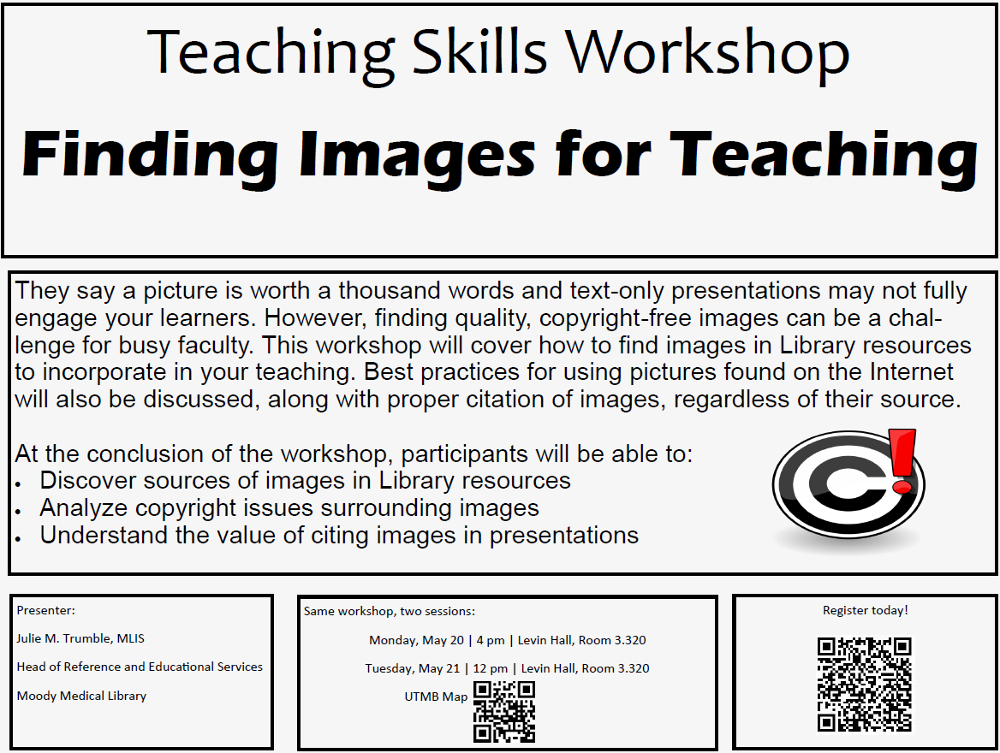 Teaching Skills Workshop
Finding Images for Teaching
They say a picture is worth a thousand words and text-only presentations may not fully
engage your learners. However, finding quality, copyright-free images can be a chal-
lenge for busy faculty. This workshop will cover how to find images in Library resources
to incorporate in your teaching. Best practices for using pictures found on the Internet
will also be discussed, along with proper citation of images, regardless of their source.
At the conclusion of the workshop, participants will be able to:
• Discover sources of images in Library resources
• Analyze copyright issues surrounding images
• Understand the value of citing images in presentations
Presenter:
Julie M. Trumble, MLIS
Head of Reference and Educational Services
Moody Medical Library
Same workshop, two sessions:
Monday, May 20 | 4 pm | Levin Hall, Room 3.320
Tuesday, May 21 | 12 pm | Levin Hall, Room 3.320
UTMB Map
Register today!